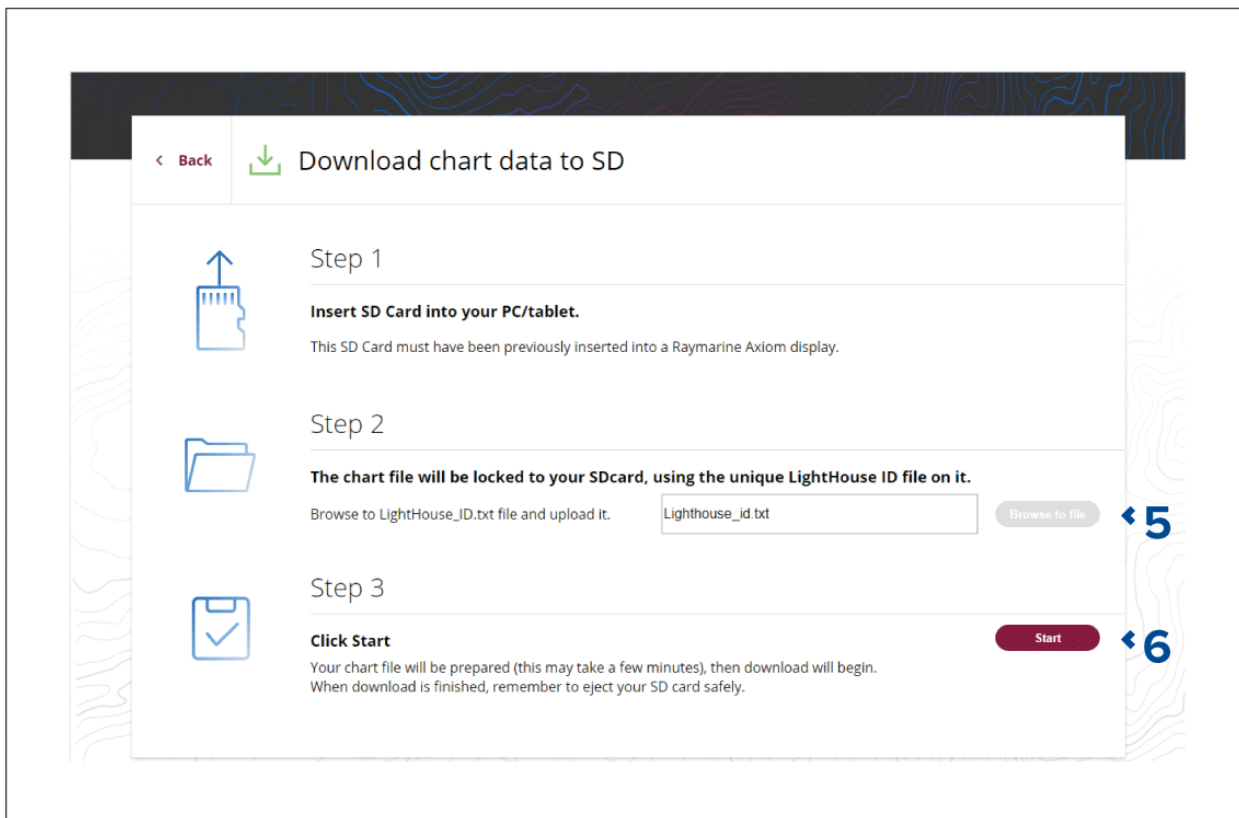 Back
Download chart data to SD
Step 1
Insert SD Card into your PC/tablet.
This SD Card must have been previously inserted into a Raymarine Axiom display.
Step 2
The chart file will be locked to your SDcard, using the unique LightHouse ID file on it.
Browse to LightHouse_ID.txt file and upload it.
Lighthouse_id.txt
Browse to file
5
Step 3
Click Start
Start
6
Your chart file will be prepared (this may take a few minutes), then download will begin.
When download is finished, remember to eject your SD card safely.